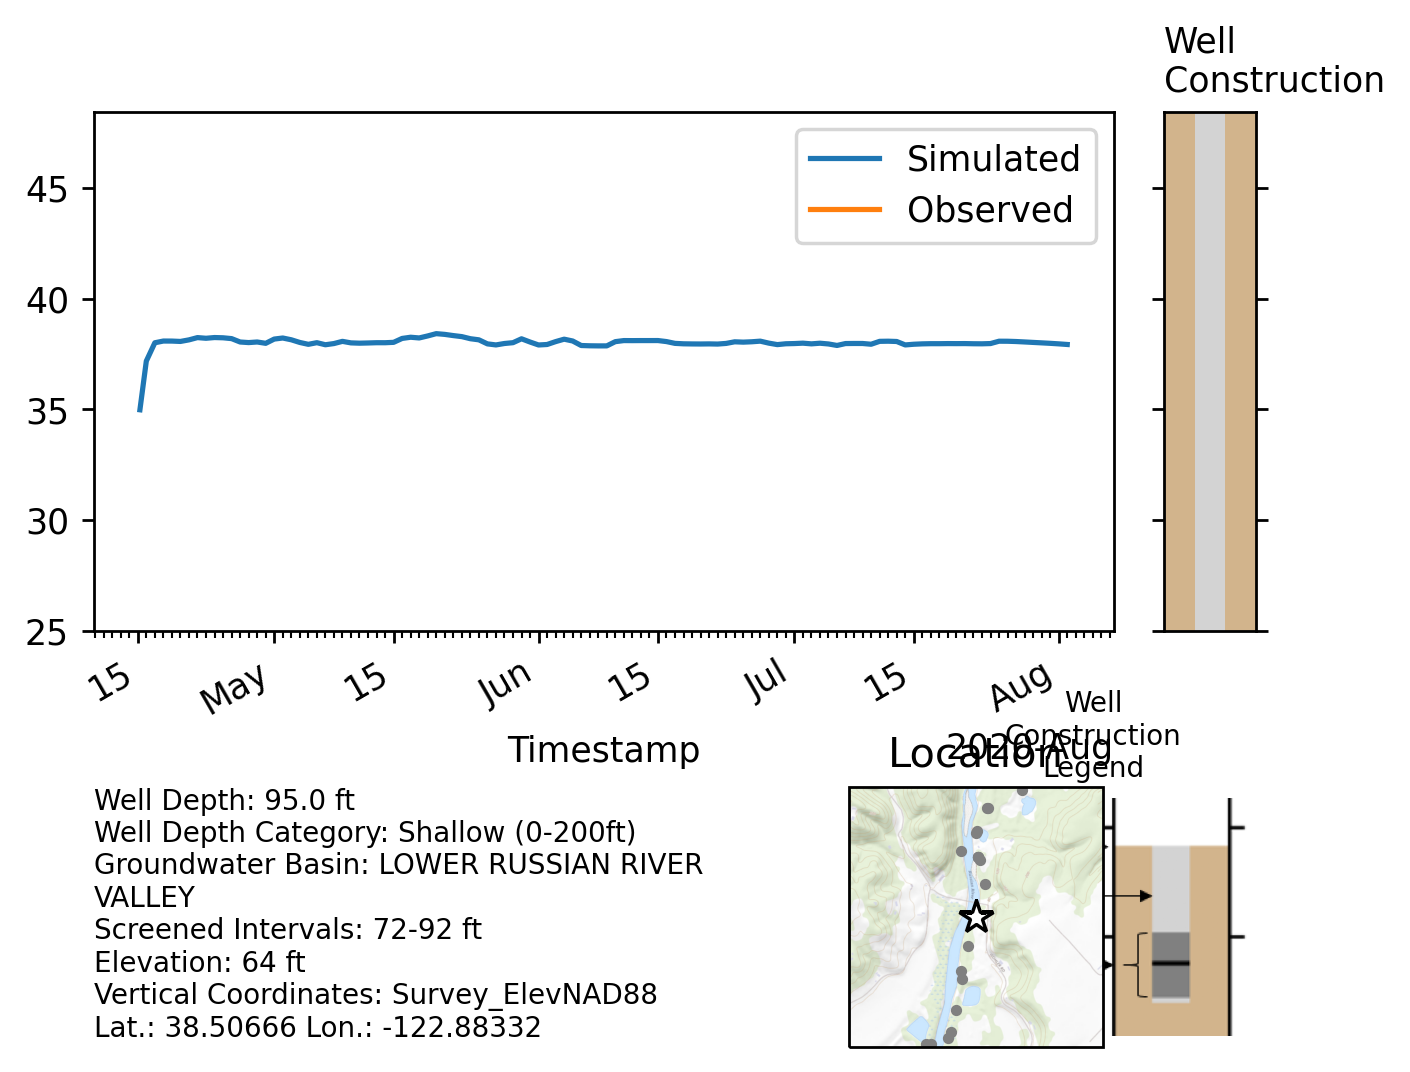 Well
Construction
Simulated
Observed
45
40
35
30
25
15
May
15
Jun
15
Jul
15
Aug
Timestamp
2020-Aug
Location
Well
Construction
Legend
Well Depth: 95.0 ft
Well Depth Category: Shallow (0-200ft)
Groundwater Basin: LOWER RUSSIAN RIVER
VALLEY
Screened Intervals: 72-92 ft
Elevation: 64 ft
Vertical Coordinates: Survey_ElevNAD88
Lat.: 38.50666 Lon.: -122.88332